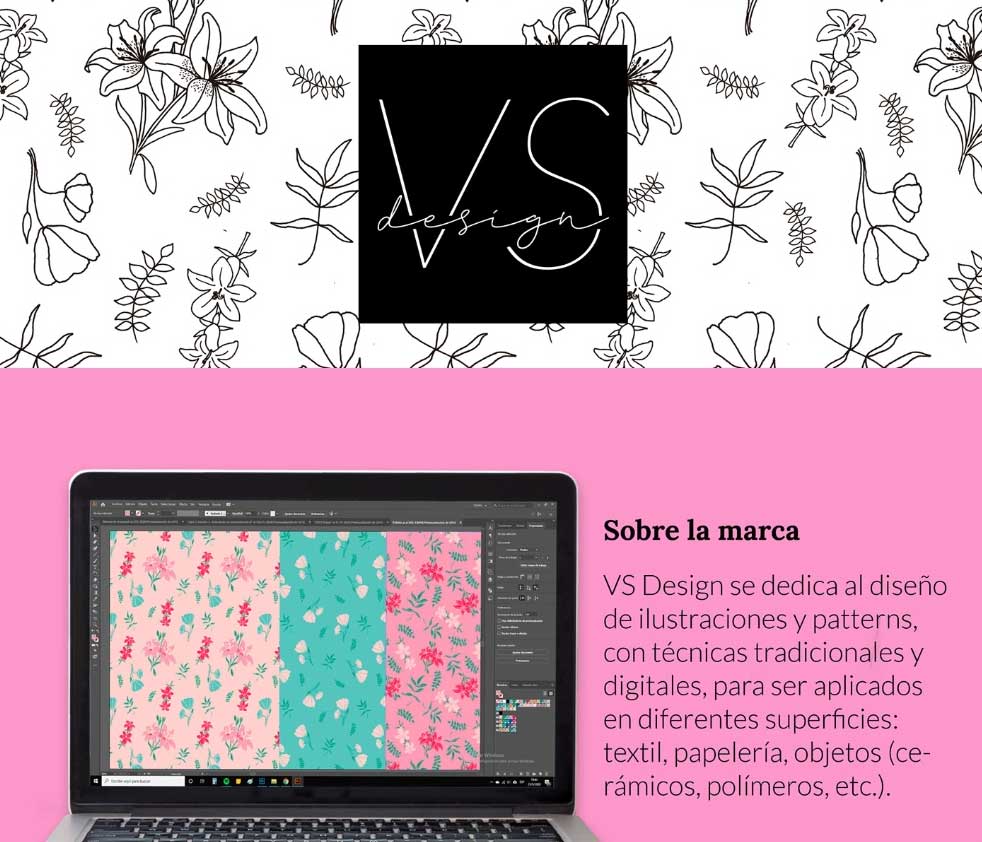 VS
design
Sobre la marca
VS Design se dedica al diseño
de ilustraciones y patterns,
con técnicas tradicionales y
digitales, para ser aplicados
en diferentes superficies:
textil, papelería, objetos (ce-
rámicos, polímeros, etc.).